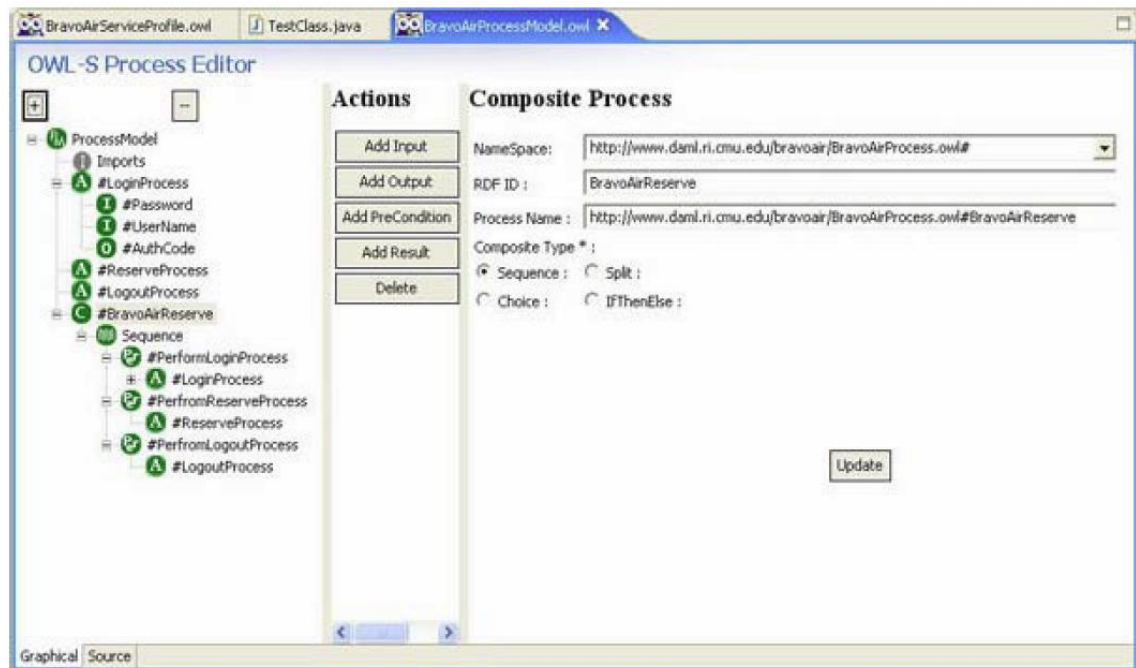 BravoAirServiceProfile.owl
TestClass.java
BravoAirProcessModel.owl
OWL-S Process Editor
ProcessModel
Imports
#LoginProcess
#Password
#UserName
#AuthCode
#ReserveProcess
#LogoutProcess
#BravoAirReserve
Sequence
#PerformLoginProcess
#LoginProcess
#PerfromReserveProcess
#ReserveProcess
#PerfromLogoutProcess
#LogoutProcess
Actions
Add Input
Add Output
Add PreCondition
Add Result
Delete
Composite Process
NameSpace: http://www.daml.ri.cmu.edu/bravoair/BravoAirProcess.owl#
RDF ID : BravoAirReserve
Process Name : http://www.daml.ri.cmu.edu/bravoair/BravoAirProcess.owl#BravoAirReserve
Composite Type * :
Sequence : Split :
Choice : IfThenElse :
Update
Graphical Source